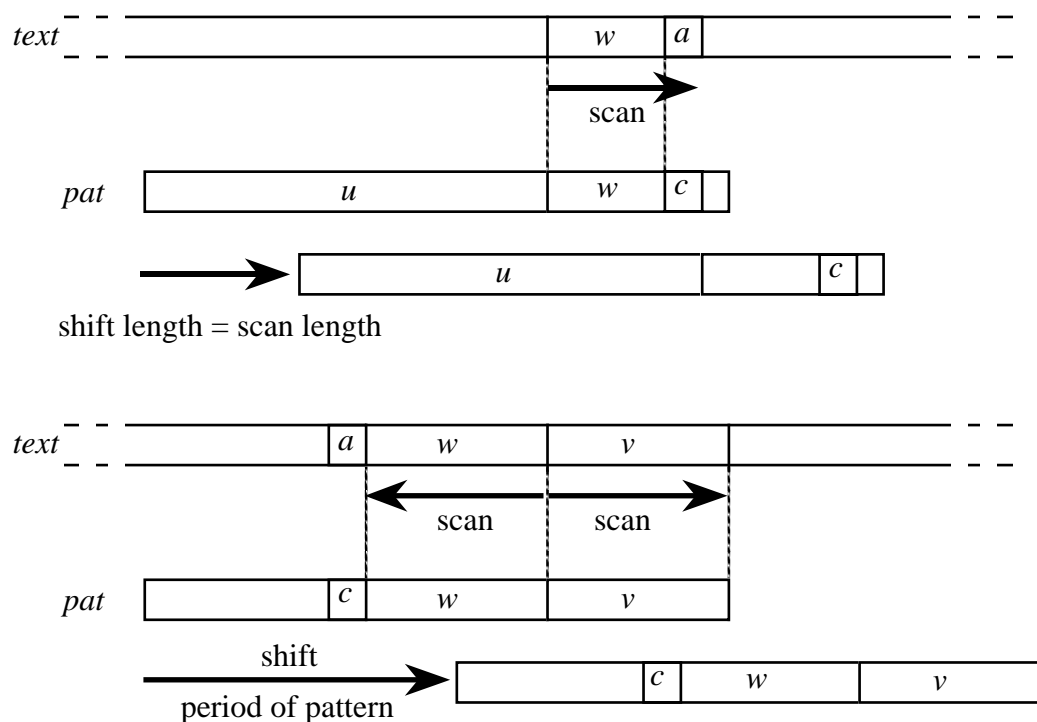 text w a
scan
pat u w c
u c
shift length = scan length
text a w v
scan scan
pat c w v
shift
c w v
period of pattern